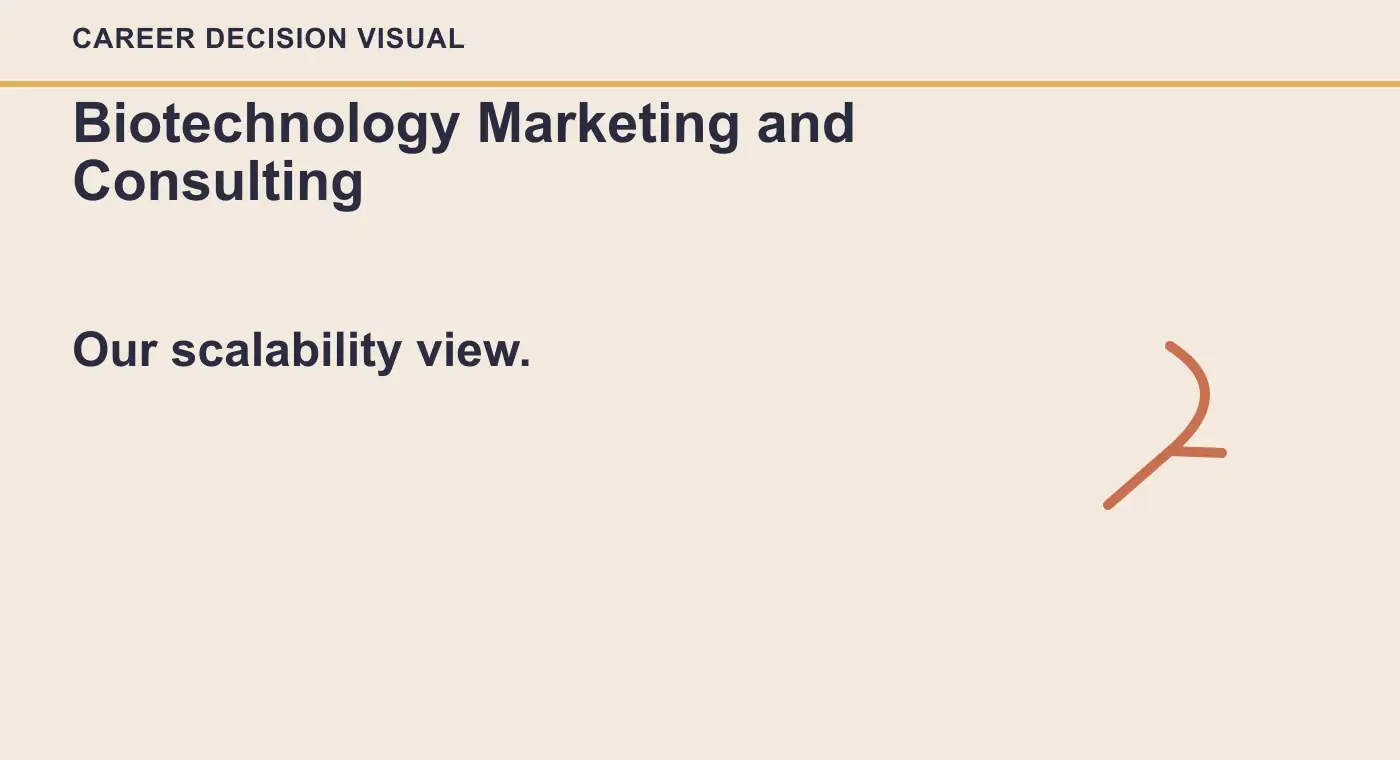 CAREER DECISION VISUAL
Biotechnology Marketing and
Consulting
Our scalability view.